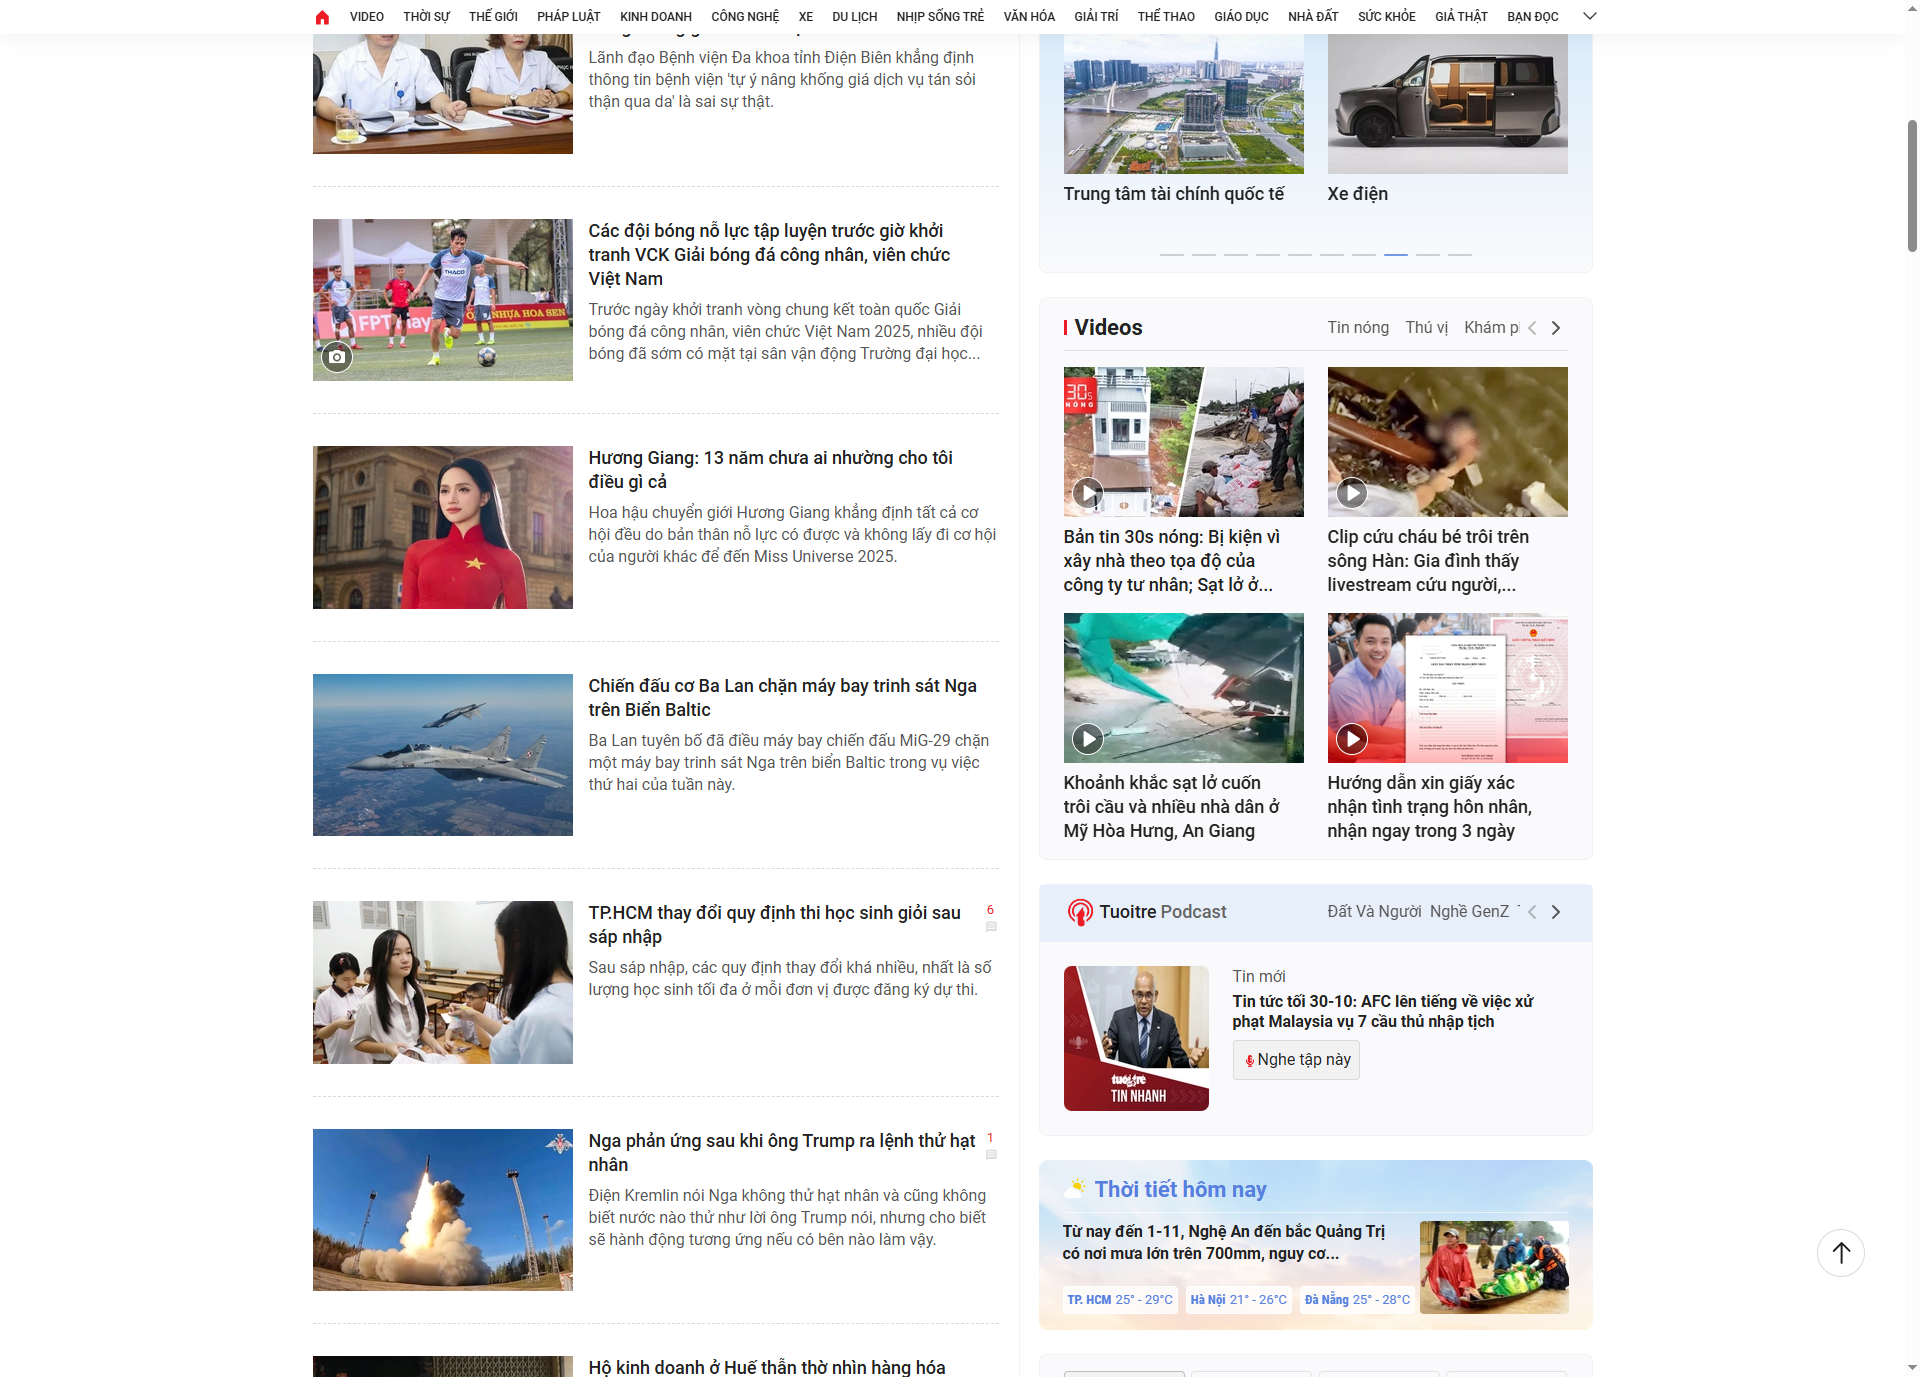 VIDEO THỜI SỰ THẾ GIỚI PHÁP LUẬT KINH DOANH CÔNG NGHỆ XE DU LỊCH NHỊP SỐNG TRẺ VĂN HÓA GIẢI TRÍ THỂ THAO GIÁO DỤC NHÀ ĐẤT SỨC KHỎE GIẢ THẬT BẠN ĐỌC
Lãnh đạo Bệnh viện Đa khoa tỉnh Điện Biên khẳng định
thông tin bệnh viện 'tự ý nâng khống giá dịch vụ tán sỏi
thận qua da' là sai sự thật.
Các đội bóng nỗ lực tập luyện trước giờ khởi
tranh VCK Giải bóng đá công nhân, viên chức
Việt Nam
Trước ngày khởi tranh vòng chung kết toàn quốc Giải
bóng đá công nhân, viên chức Việt Nam 2025, nhiều đội
bóng đã sớm có mặt tại sân vận động Trường đại học...
THACO
FPT Play
NHỰA HOA SEN
Hương Giang: 13 năm chưa ai nhường cho tôi
điều gì cả
Hoa hậu chuyển giới Hương Giang khẳng định tất cả cơ
hội đều do bản thân nỗ lực có được và không lấy đi cơ hội
của người khác để đến Miss Universe 2025.
Chiến đấu cơ Ba Lan chặn máy bay trinh sát Nga
trên Biển Baltic
Ba Lan tuyên bố đã điều máy bay chiến đấu MiG-29 chặn
một máy bay trinh sát Nga trên biển Baltic trong vụ việc
thứ hai của tuần này.
TP.HCM thay đổi quy định thi học sinh giỏi sau
sáp nhập
6
Sau sáp nhập, các quy định thay đổi khá nhiều, nhất là số
lượng học sinh tối đa ở mỗi đơn vị được đăng ký dự thi.
Nga phản ứng sau khi ông Trump ra lệnh thử hạt
nhân
1
Điện Kremlin nói Nga không thử hạt nhân và cũng không
biết nước nào thử như lời ông Trump nói, nhưng cho biết
sẽ hành động tương ứng nếu có bên nào làm vậy.
Hộ kinh doanh ở Huế thẫn thờ nhìn hàng hóa
Trung tâm tài chính quốc tế
Xe điện
Videos
Tin nóng Thú vị Khám p
30s
NÓNG
Bản tin 30s nóng: Bị kiện vì
xây nhà theo tọa độ của
công ty tư nhân; Sạt lở ở...
Clip cứu cháu bé trôi trên
sông Hàn: Gia đình thấy
livestream cứu người,...
Khoảnh khắc sạt lở cuốn
trôi cầu và nhiều nhà dân ở
Mỹ Hòa Hưng, An Giang
Hướng dẫn xin giấy xác
nhận tình trạng hôn nhân,
nhận ngay trong 3 ngày
Tuoitre Podcast
Đất Và Người Nghề GenZ
tuổi trẻ
TIN NHANH
Tin mới
Tin tức tối 30-10: AFC lên tiếng về việc xử
phạt Malaysia vụ 7 cầu thủ nhập tịch
Nghe tập này
Thời tiết hôm nay
Từ nay đến 1-11, Nghệ An đến bắc Quảng Trị
có nơi mưa lớn trên 700mm, nguy cơ...
TP. HCM 25° - 29°C
Hà Nội 21° - 26°C
Đà Nẵng 25° - 28°C